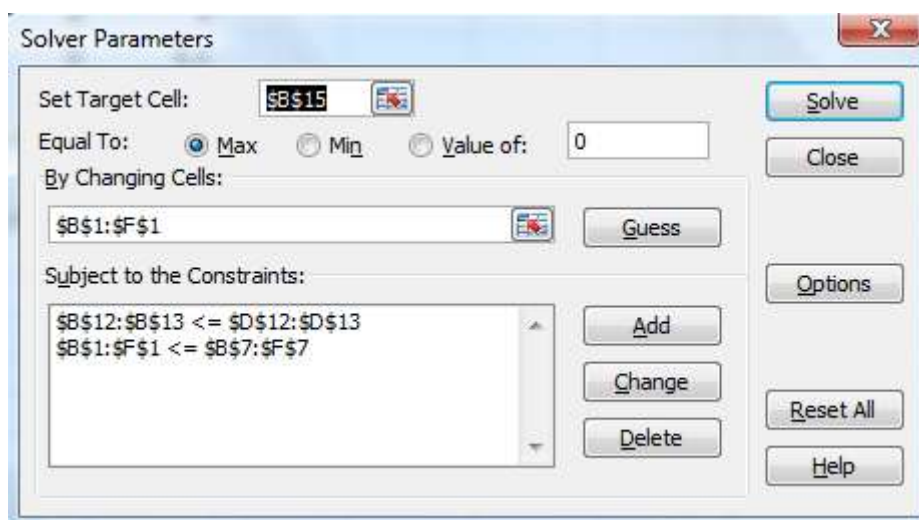 Solver Parameters
Set Target Cell: $B$15
Solve
Equal To: Max Min Value of: 0
Close
By Changing Cells:
$B$1:$F$1
Guess
Subject to the Constraints:
Options
$B$12:$B$13 <= $D$12:$D$13
$B$1:$F$1 <= $B$7:$F$7
Add
Change
Reset All
Delete
Help